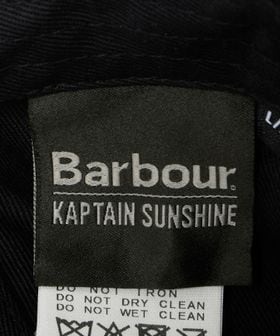 Barbour
KAPTAIN SUNSHINE
DO NOT IRON
DO NOT DRY CLEAN
DO NOT WET CLEAN